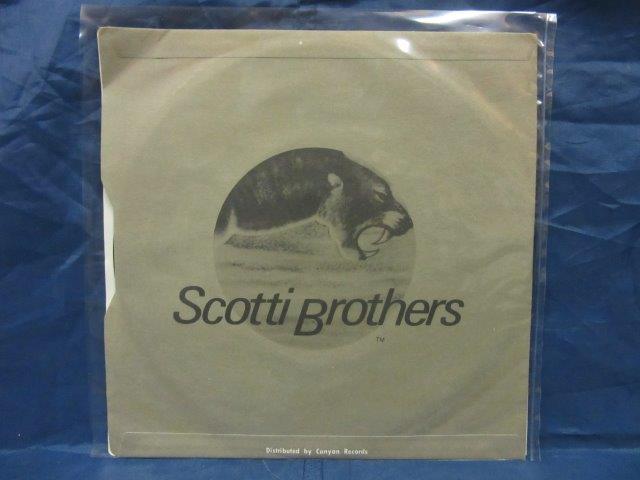 Scotti Brothers
TM
Distributed by Canyon Records